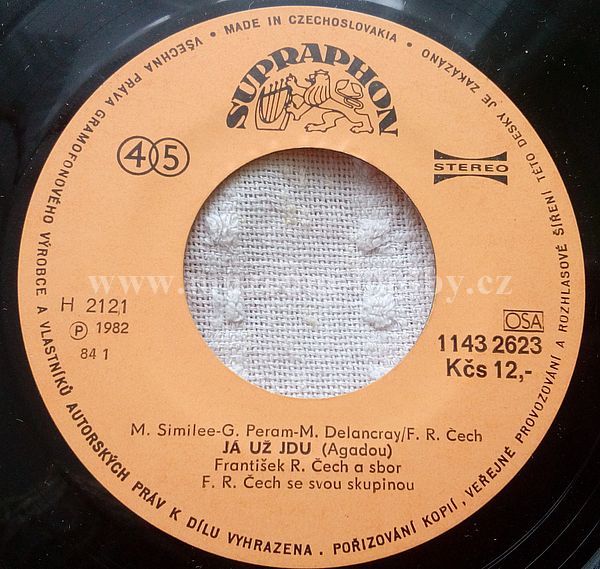 VŠECHNA PRÁVA GRAMOFONOVÉHO VÝROBCE A VLASTNÍKŮ AUTORSKÝCH PRÁV K DÍLU VYHRAZENA . POŘIZOVÁNÍ KOPIÍ, VEŘEJNÉ PROVOZOVÁNÍ A ROZHLASOVÉ ŠÍŘENÍ TÉTO DESKY JE ZAKÁZÁNO • MADE IN CZECHOSLOVAKIA •
SUPRAPHON
45
STEREO
H 2121
Ⓟ 1982
84 1
OSA
1143 2623
Kčs 12,-
M. Similee-G. Peram-M. Delancray/F. R. Čech
JÁ UŽ JDU (Agadou)
František R. Čech a sbor
F. R. Čech se svou skupinou